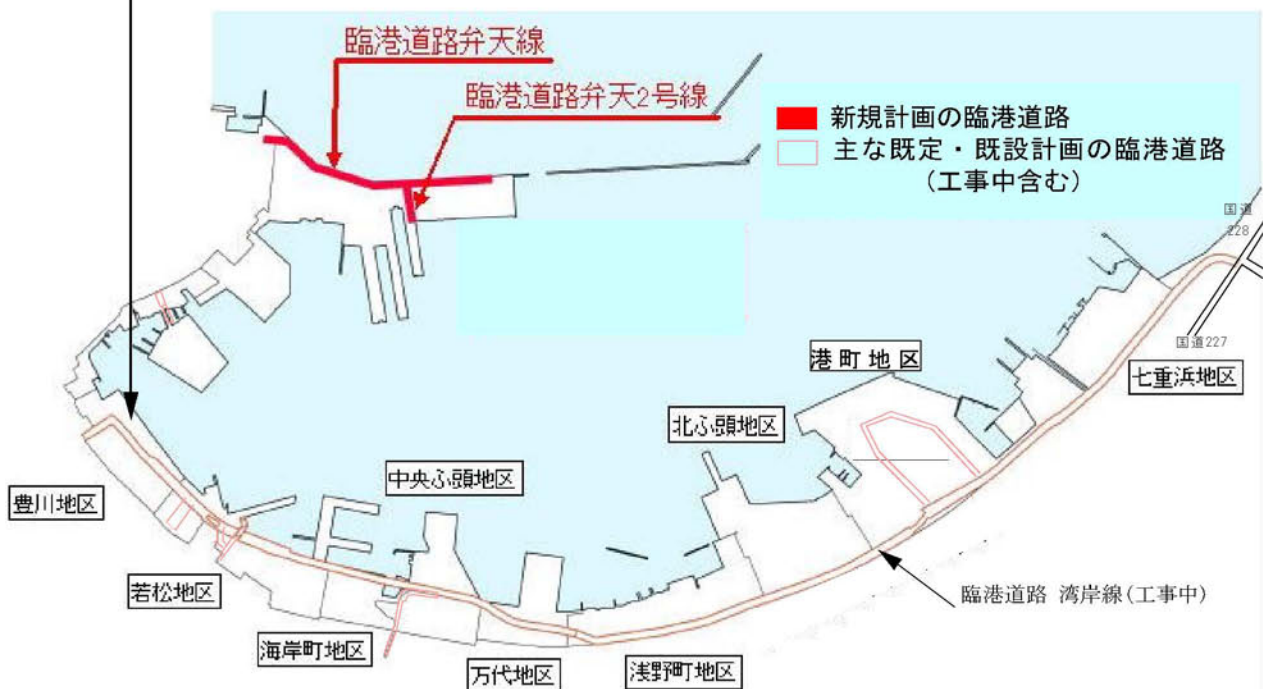 臨港道路弁天線
臨港道路弁天2号線
新規計画の臨港道路
主な既定・既設計画の臨港道路
(工事中含む)
国道
228
国道227
七重浜地区
港町地区
北ふ頭地区
中央ふ頭地区
豊川地区
若松地区
臨港道路 湾岸線(工事中)
海岸町地区
万代地区
浅野町地区